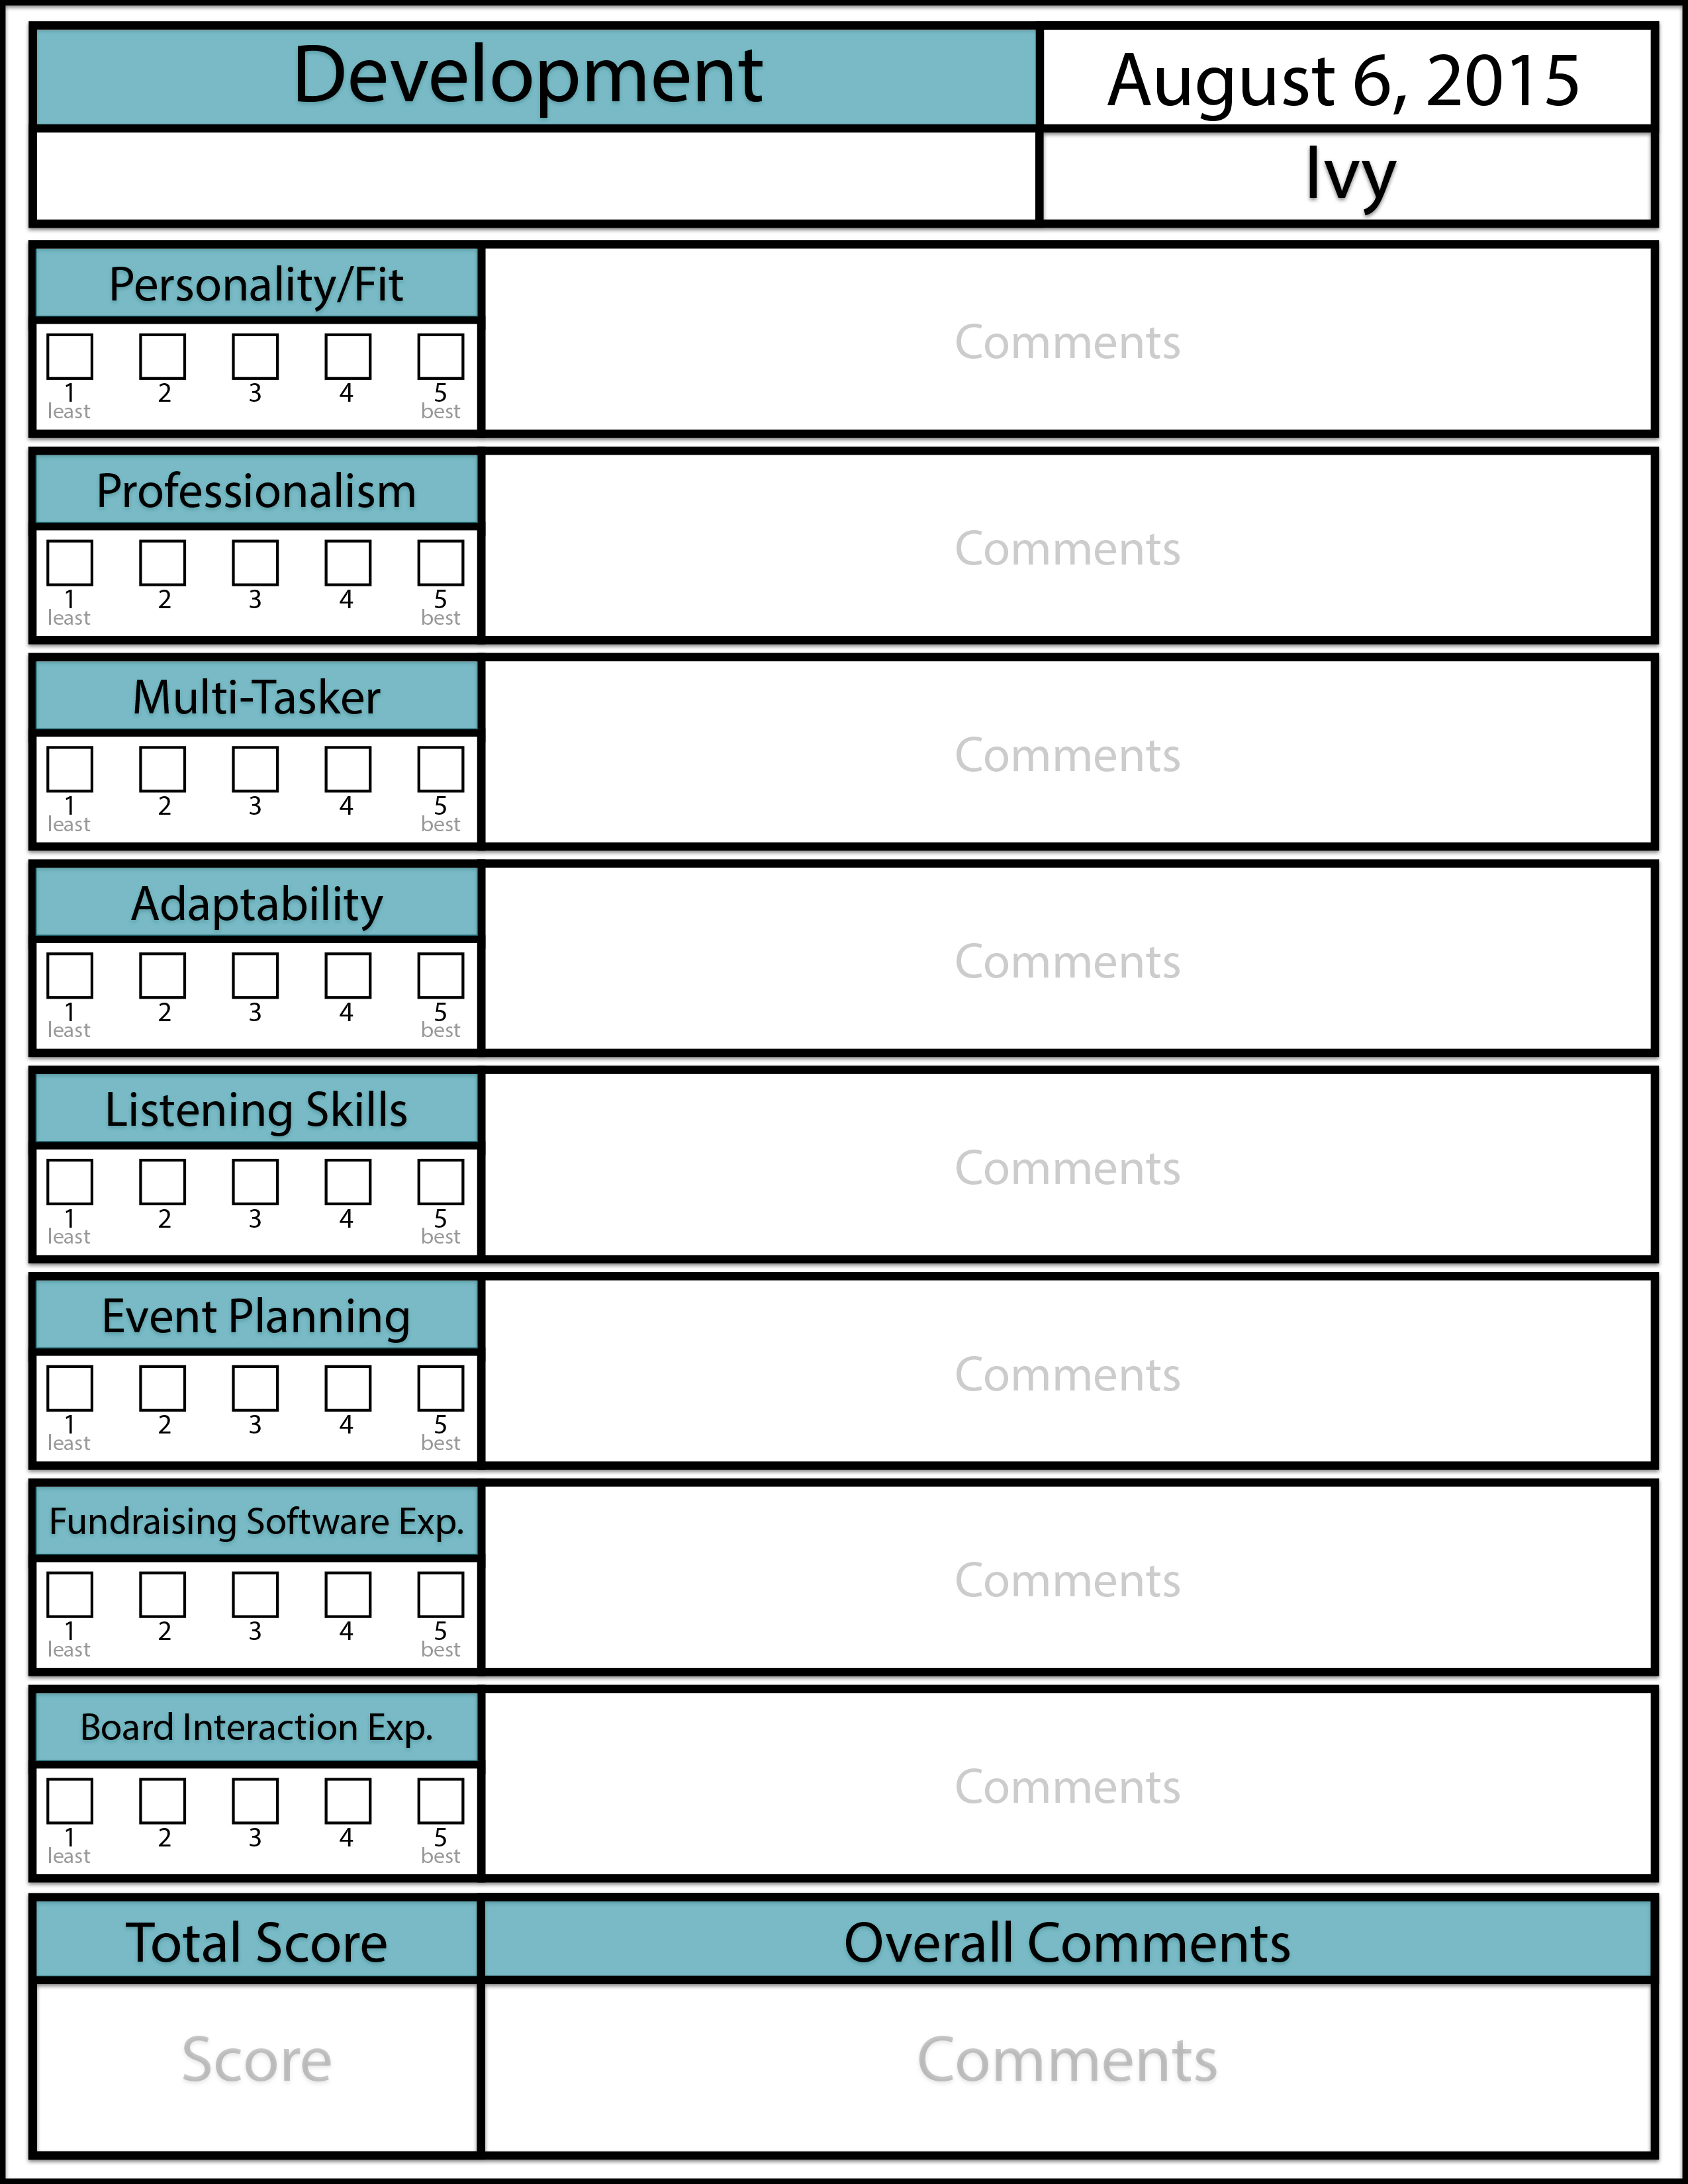 Development
August 6, 2015
Ivy
Personality/Fit
Comments
1 2 3 4 5
least best
Professionalism
Comments
1 2 3 4 5
least best
Multi-Tasker
Comments
1 2 3 4 5
least best
Adaptability
Comments
1 2 3 4 5
least best
Listening Skills
Comments
1 2 3 4 5
least best
Event Planning
Comments
1 2 3 4 5
least best
Fundraising Software Exp.
Comments
1 2 3 4 5
least best
Board Interaction Exp.
Comments
1 2 3 4 5
least best
Total Score
Overall Comments
Score
Comments